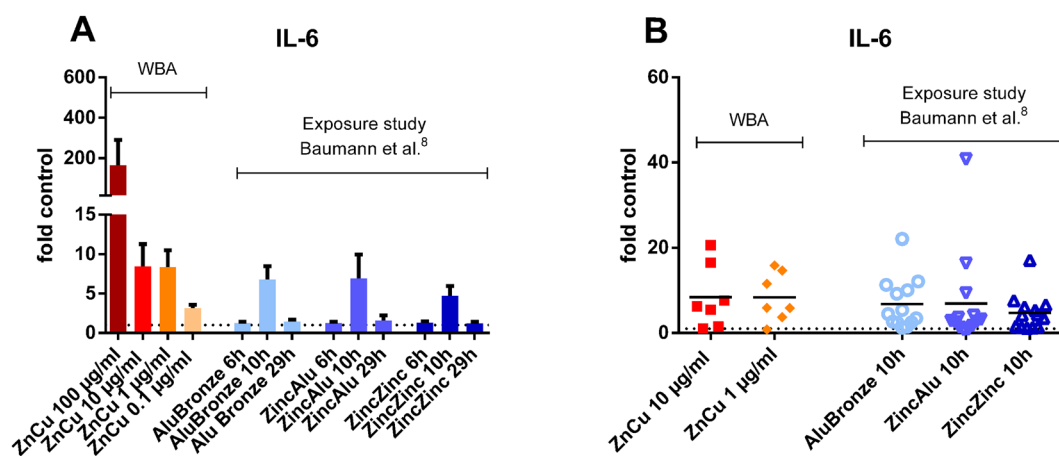 A
IL-6
WBA
Exposure study
Baumann et al.8
fold control
600
400
200
15
10
5
0
ZnCu 100 µg/ml
ZnCu 10 µg/ml
ZnCu 1 µg/ml
ZnCu 0.1 µg/ml
AluBronze 6h
AluBronze 10h
Alu Bronze 29h
ZincAlu 6h
ZincAlu 10h
ZincAlu 29h
ZincZinc 6h
ZincZinc 10h
ZincZinc 29h
B
IL-6
WBA
Exposure study
Baumann et al.8
fold control
60
40
20
0
ZnCu 10 µg/ml
ZnCu 1 µg/ml
AluBronze 10h
ZincAlu 10h
ZincZinc 10h